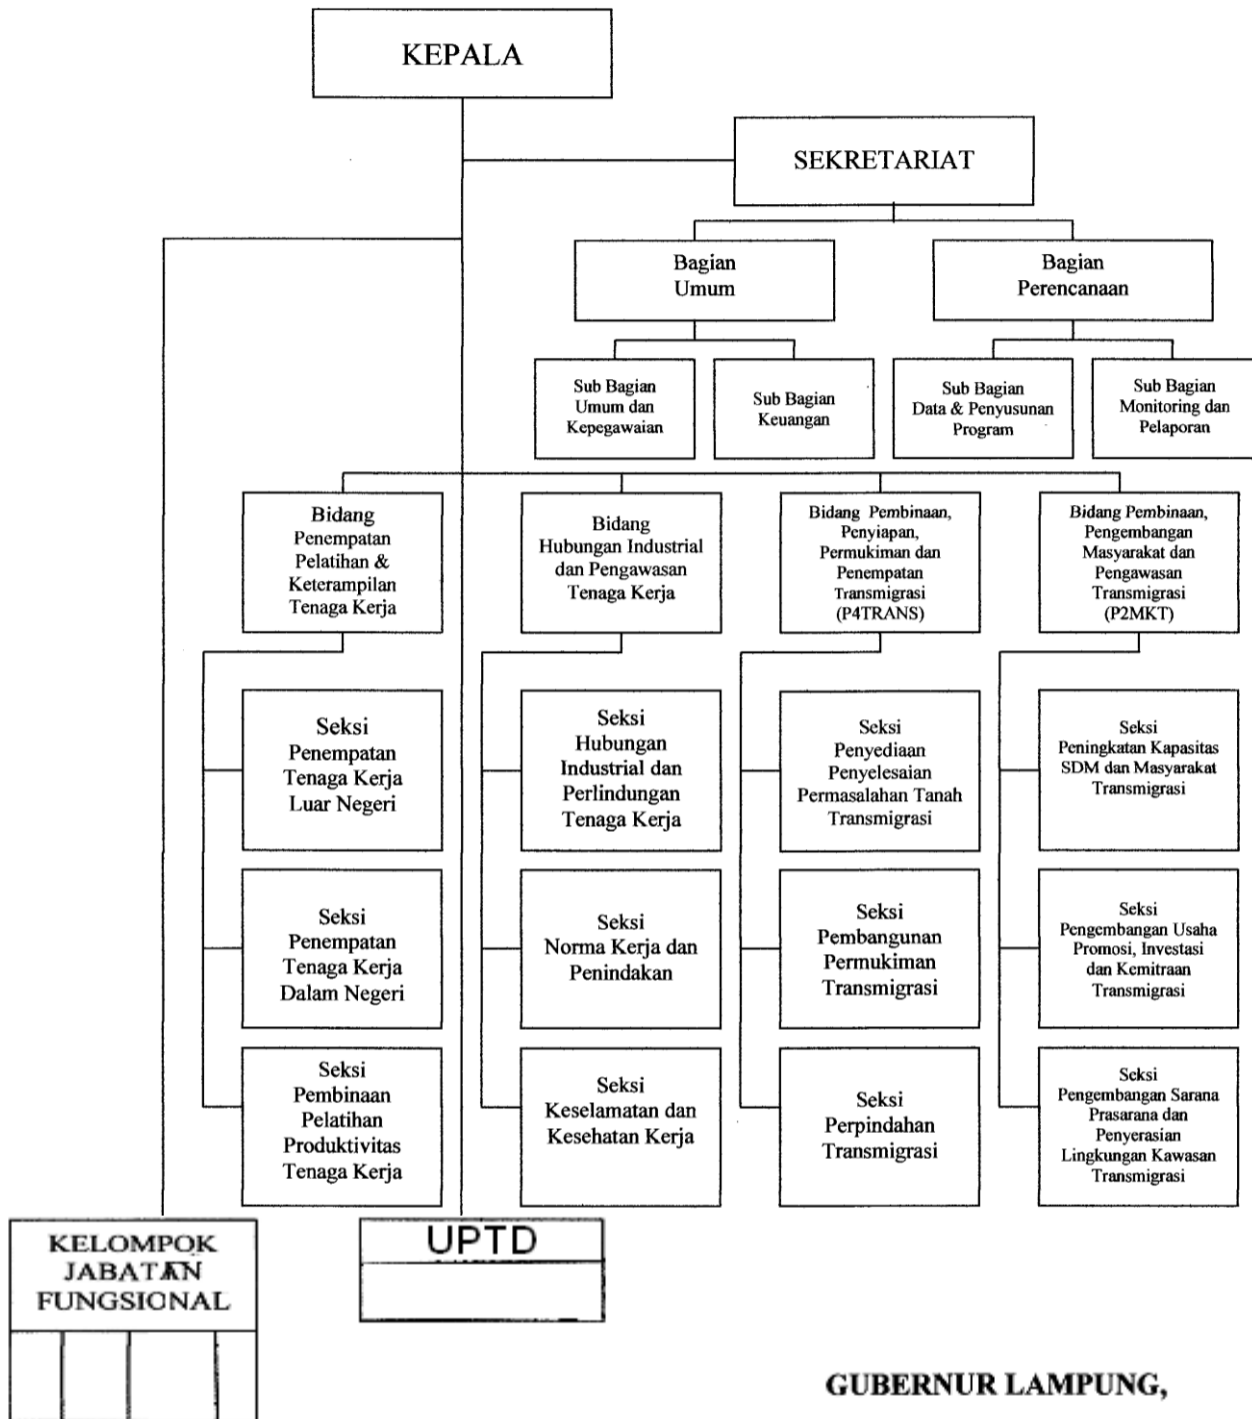 KEPALA
SEKRETARIAT
Bagian
Umum
Bagian
Perencanaan
Sub Bagian
Umum dan
Kepegawaian
Sub Bagian
Keuangan
Sub Bagian
Data & Penyusunan
Program
Sub Bagian
Monitoring dan
Pelaporan
Bidang
Penempatan
Pelatihan &
Keterampilan
Tenaga Kerja
Bidang
Hubungan Industrial
dan Pengawasan
Tenaga Kerja
Bidang Pembinaan,
Penyiapan,
Permukiman dan
Penempatan
Transmigrasi
(P4TRANS)
Bidang Pembinaan,
Pengembangan
Masyarakat dan
Pengawasan
Transmigrasi
(P2MKT)
Seksi
Penempatan
Tenaga Kerja
Luar Negeri
Seksi
Hubungan
Industrial dan
Perlindungan
Tenaga Kerja
Seksi
Penyediaan
Penyelesaian
Permasalahan Tanah
Transmigrasi
Seksi
Peningkatan Kapasitas
SDM dan Masyarakat
Transmigrasi
Seksi
Penempatan
Tenaga Kerja
Dalam Negeri
Seksi
Norma Kerja dan
Penindakan
Seksi
Pembangunan
Permukiman
Transmigrasi
Seksi
Pengembangan Usaha
Promosi, Investasi
dan Kemitraan
Transmigrasi
Seksi
Pembinaan
Pelatihan
Produktivitas
Tenaga Kerja
Seksi
Keselamatan dan
Kesehatan Kerja
Seksi
Perpindahan
Transmigrasi
Seksi
Pengembangan Sarana
Prasarana dan
Penyerasian
Lingkungan Kawasan
Transmigrasi
KELOMPOK
JABATAN
FUNGSIONAL
UPTD
GUBERNUR LAMPUNG,